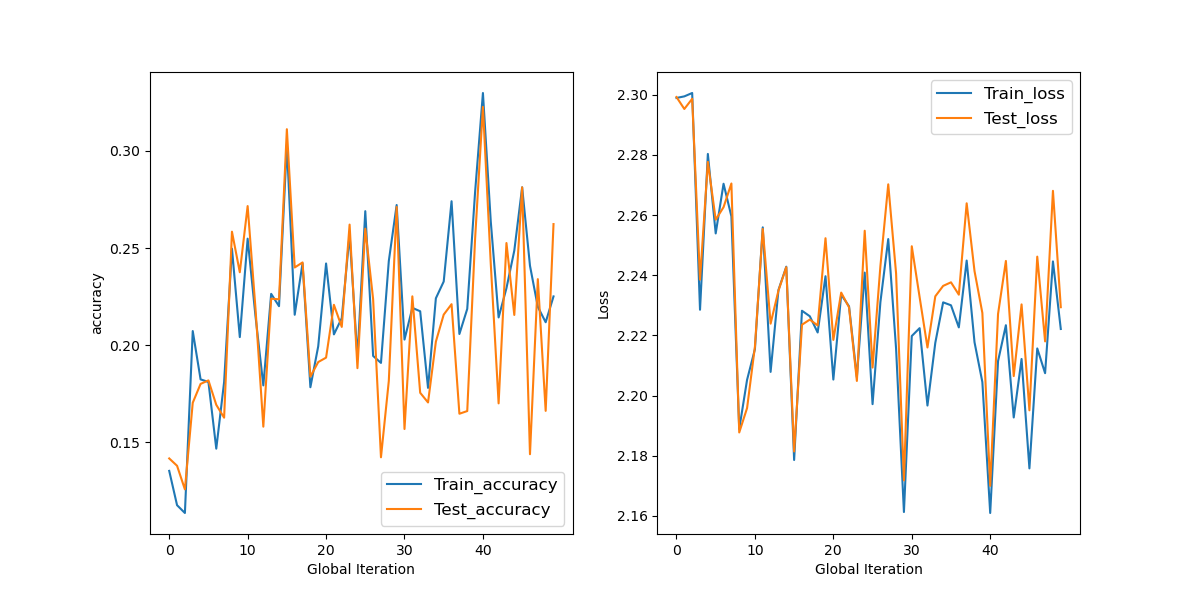 accuracy
0.30
0.25
0.20
0.15
Train_accuracy
Test_accuracy
0 10 20 30 40
Global Iteration
Loss
2.30
2.28
2.26
2.24
2.22
2.20
2.18
2.16
Train_loss
Test_loss
0 10 20 30 40
Global Iteration